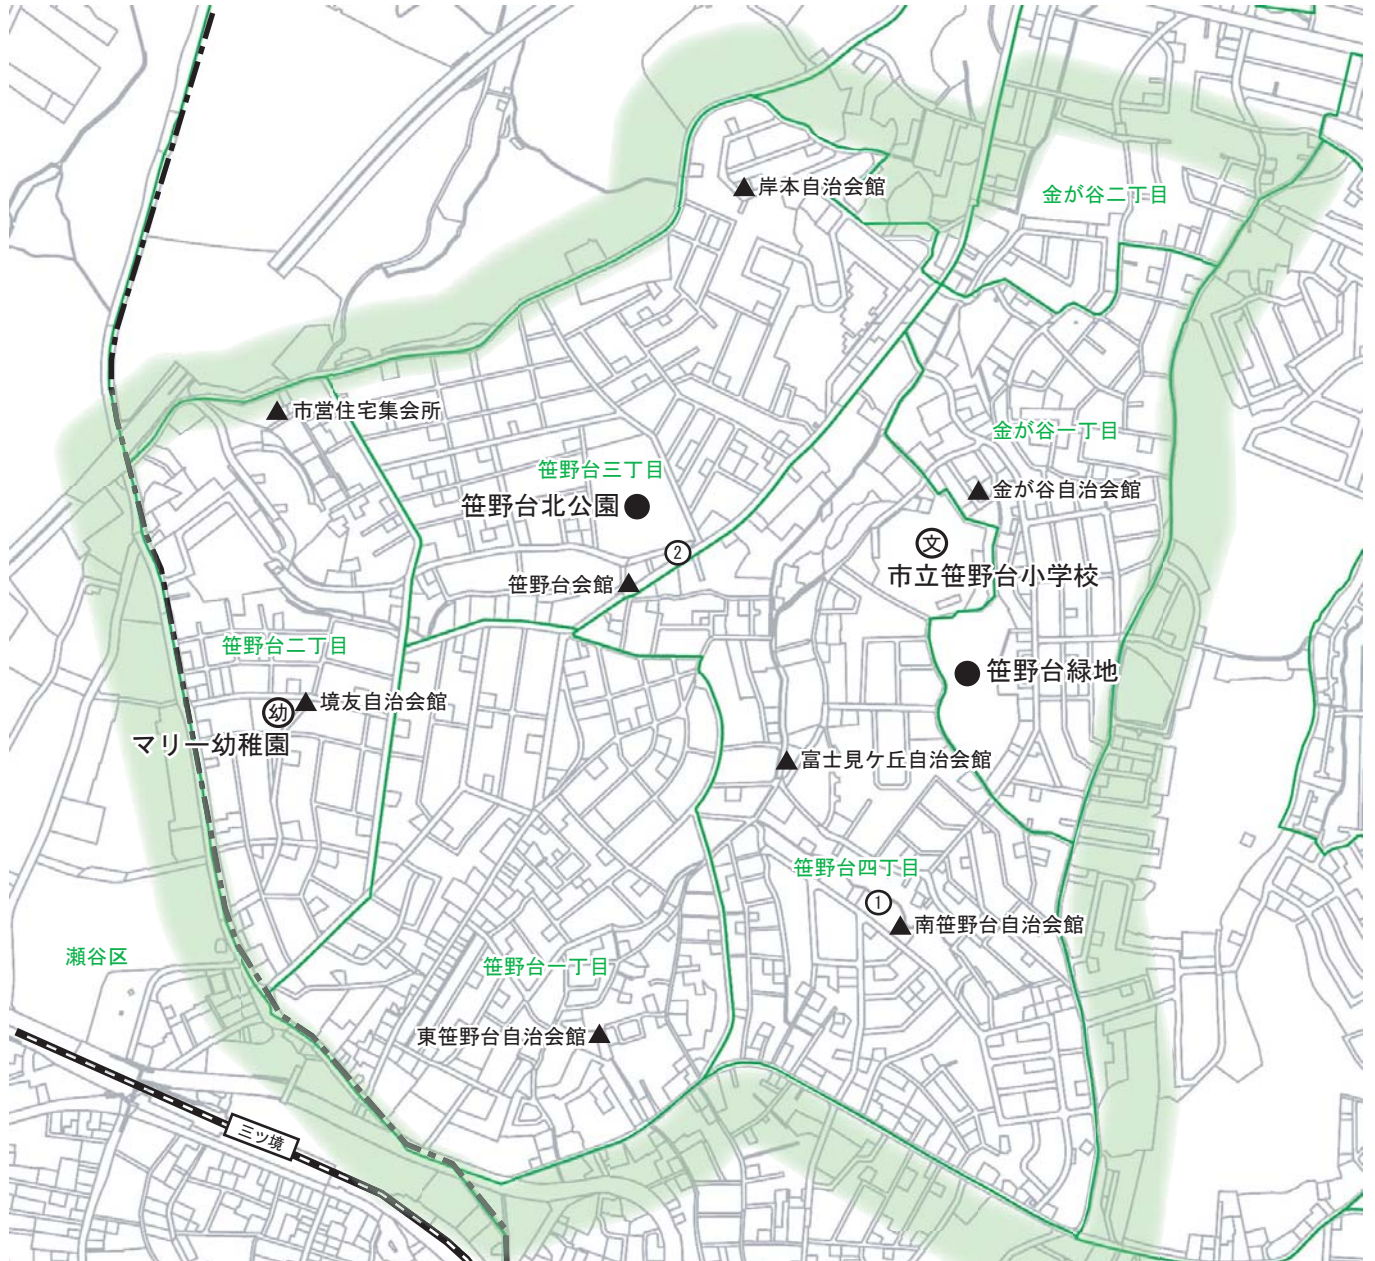 岸本自治会館
金が谷二丁目
市営住宅集会所
金が谷一丁目
笹野台三丁目
金が谷自治会館
笹野台北公園
文
2
市立笹野台小学校
笹野台会館
笹野台二丁目
笹野台緑地
境友自治会館
幼
マリー幼稚園
富士見ケ丘自治会館
笹野台四丁目
1
南笹野台自治会館
瀬谷区
笹野台一丁目
東笹野台自治会館
三ツ境